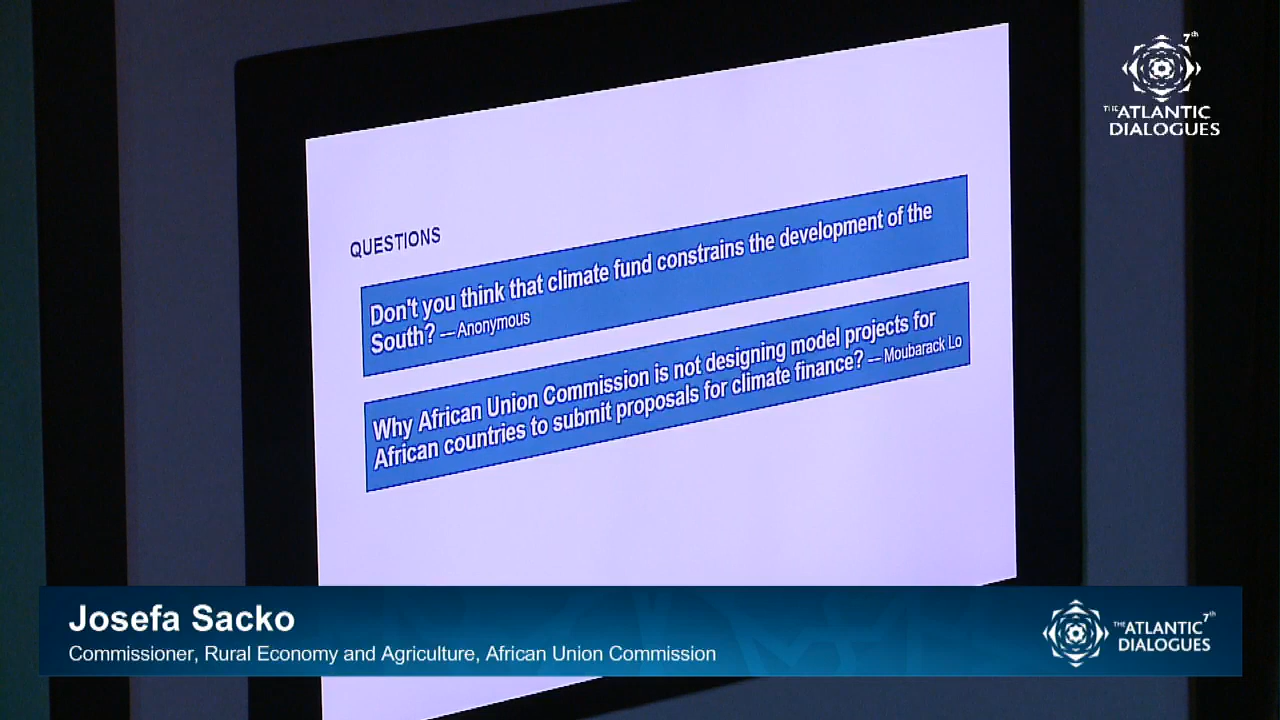 7th
THE ATLANTIC
DIALOGUES
QUESTIONS
Don't you think that climate fund constrains the development of the
South? — Anonymous
Why African Union Commission is not designing model projects for
African countries to submit proposals for climate finance? — Moubarack Lo
Josefa Sacko
Commissioner, Rural Economy and Agriculture, African Union Commission
7th
THE ATLANTIC
DIALOGUES